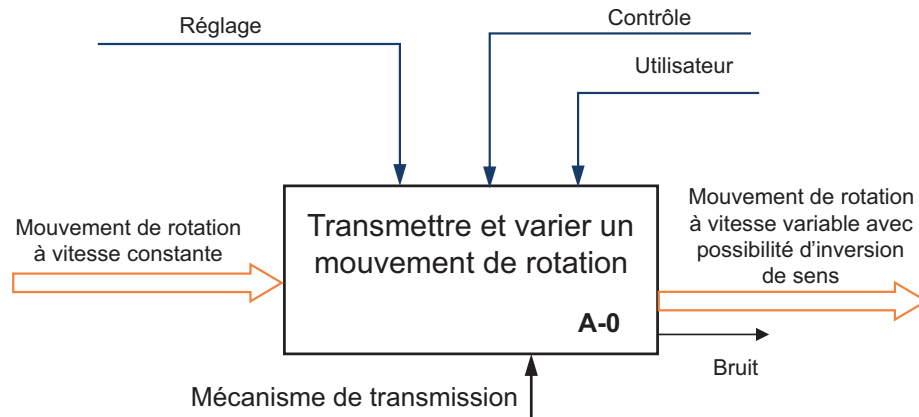 Réglage
Contrôle
Utilisateur
Mouvement de rotation
à vitesse constante
Transmettre et varier un
mouvement de rotation
A-0
Mouvement de rotation
à vitesse variable avec
possibilité d'inversion
de sens
Bruit
Mécanisme de transmission